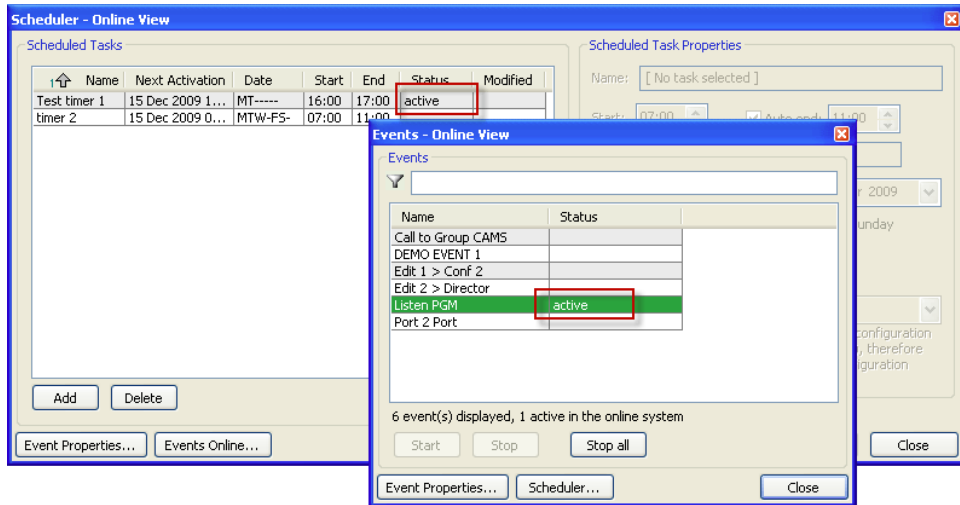 Scheduler - Online View
Scheduled Tasks
Name Next Activation Date Start End Status Modified
Test timer 1 15 Dec 2009 1... MT----- 16:00 17:00 active
timer 2 15 Dec 2009 0... MTW-FS- 07:00 11:00
Add Delete
Event Properties... Events Online...
Scheduled Task Properties
Name: [ No task selected ]
Start: 07:00 Auto end: 11:00
2009
unday
configuration
, therefore
iguration
Close
Events - Online View
Events
Name Status
Call to Group CAMS
DEMO EVENT 1
Edit 1 > Conf 2
Edit 2 > Director
Listen PGM active
Port 2 Port
6 event(s) displayed, 1 active in the online system
Start Stop Stop all
Event Properties... Scheduler... Close